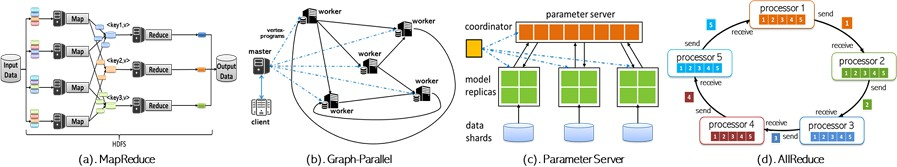 Input
Data
Map
Map
Map
Map
<key1,v>
<key2,v>
<key3,v>
Reduce
Reduce
Reduce
Output
Data
HDFS
(a). MapReduce
vertex-
programs
master
client
worker
worker
worker
worker
worker
(b). Graph-Parallel
coordinator
parameter server
model
replicas
data
shards
(c). Parameter Server
processor 1
1 2 3 4 5
send
1
receive
processor 2
1 2 3 4 5
send
2
receive
processor 3
1 2 3 4 5
send
3
receive
processor 4
1 2 3 4 5
send
4
receive
processor 5
1 2 3 4 5
send
5
receive
(d). AllReduce